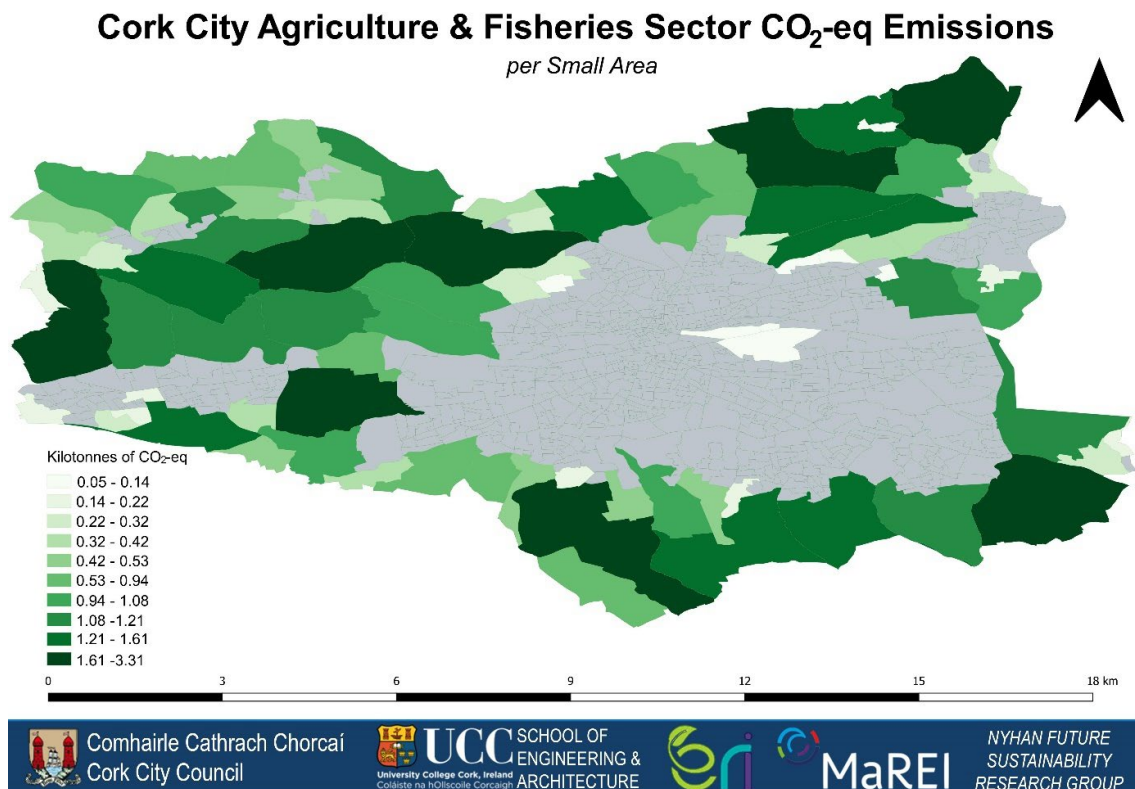 Cork City Agriculture & Fisheries Sector CO₂-eq Emissions
per Small Area
Kilotonnes of CO₂-eq
0.05 - 0.14
0.14 - 0.22
0.22 - 0.32
0.32 - 0.42
0.42 - 0.53
0.53 - 0.94
0.94 - 1.08
1.08 -1.21
1.21 - 1.61
1.61 -3.31
0 3 6 9 12 15 18 km
Comhairle Cathrach Chorcaí
Cork City Council
UCC
University College Cork, Ireland
Coláiste na hOllscoile Corcaigh
SCHOOL OF
ENGINEERING &
ARCHITECTURE
eri
MaREI
NYHAN FUTURE
SUSTAINABILITY
RESEARCH GROUP